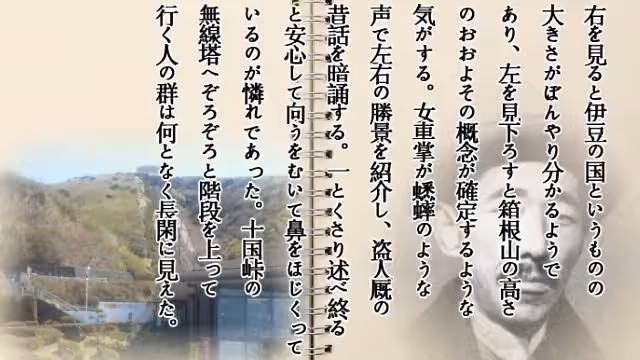 右を見ると伊豆の国というものの
大きさがぼんやり分かるようで
あり、左を見下ろすと箱根山の高さ
のおおよその概念が確定するような
気がする。女車掌が蟋蟀のような
声で左右の勝景を紹介し、盗人厩の
昔話を暗誦する。一とくさり述べ終る
と安心して向うをむいて鼻をほじくって
いるのが憐れであった。十国峠の
無線塔へぞろぞろと階段を上って
行く人の群は何となく長閑に見えた。